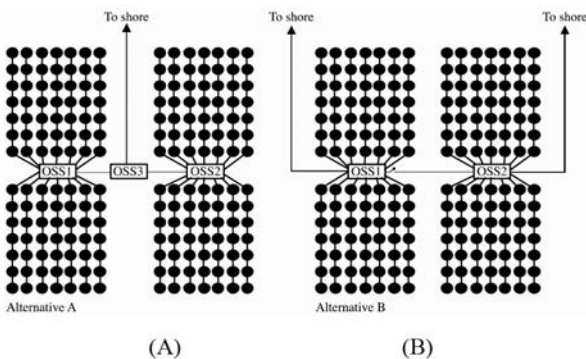 To shore
To shore
To shore
OSS1
OSS3
OSS2
OSS1
OSS2
Alternative A
Alternative B
(A)
(B)